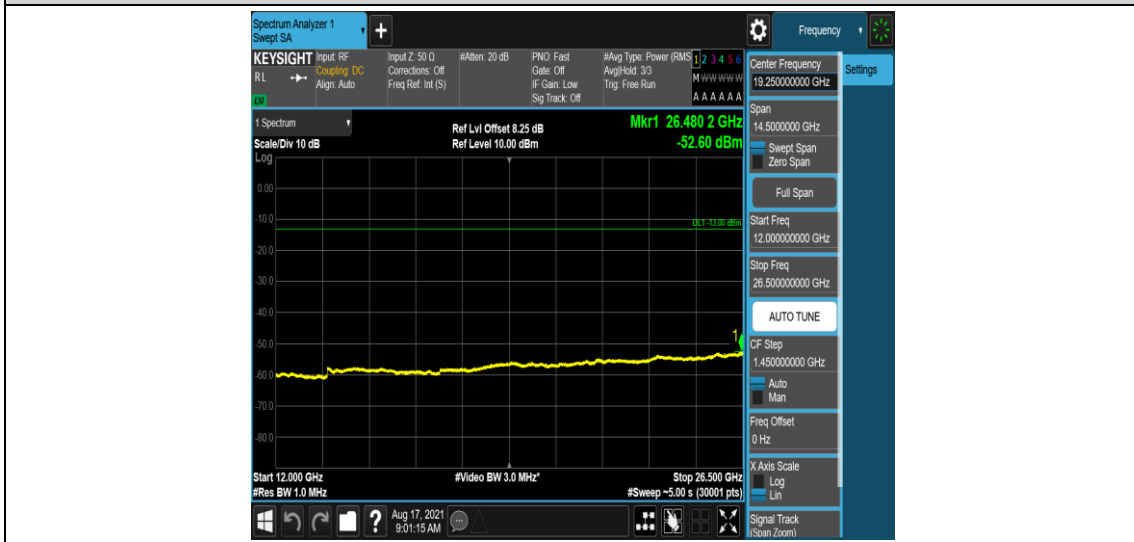 Spectrum Analyzer 1
Swept SA
+
Frequency
KEYSIGHT
RL
Input: RF
Coupling: DC
Align: Auto
Input Z: 50 Ω
Corrections: Off
Freq Ref: Int (S)
#Atten: 20 dB
PNO: Fast
Gate: Off
IF Gain: Low
Sig Track: Off
#Avg Type: Power (RMS
Avg|Hold: 3/3
Trig: Free Run
1 2 3 4 5 6
M W W W W W
A A A A A A
1 Spectrum
Scale/Div 10 dB
Log
Ref Lvl Offset 8.25 dB
Ref Level 10.00 dBm
Mkr1 26.480 2 GHz
-52.60 dBm
0.00
-10.0
DL1 -13.00 dBm
-20.0
-30.0
-40.0
1
-50.0
-60.0
-70.0
-80.0
Start 12.000 GHz
#Res BW 1.0 MHz
#Video BW 3.0 MHz*
Stop 26.500 GHz
#Sweep ~5.00 s (30001 pts)
Center Frequency
19.250000000 GHz
Settings
Span
14.5000000 GHz
Swept Span
Zero Span
Full Span
Start Freq
12.000000000 GHz
Stop Freq
26.500000000 GHz
AUTO TUNE
CF Step
1.450000000 GHz
Auto
Man
Freq Offset
0 Hz
X Axis Scale
Log
Lin
Signal Track
(Span Zoom)
?
Aug 17, 2021
9:01:15 AM